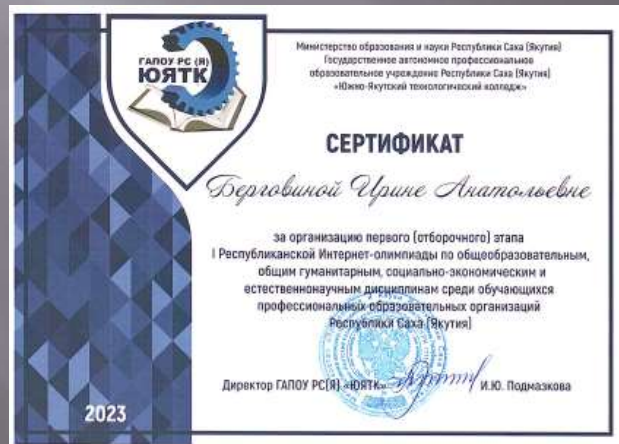 ГАПОУ РС (Я)
ЮЯТК
Министерство образования и науки Республики Саха (Якутия)
Государственное автономное профессиональное
образовательное учреждение Республики Саха (Якутия)
«Южно-Якутский технологический колледж»
СЕРТИФИКАТ
Берговиной Ирине Анатольевне
за организацию первого (отборочного) этапа
I Республиканской Интернет-олимпиады по общеобразовательным,
общим гуманитарным, социально-экономическим и
естественнонаучным дисциплинам среди обучающихся
профессиональных образовательных организаций
Республики Саха (Якутия)
Директор ГАПОУ РС(Я) «ЮЯТК» И.Ю. Подмазкова
2023